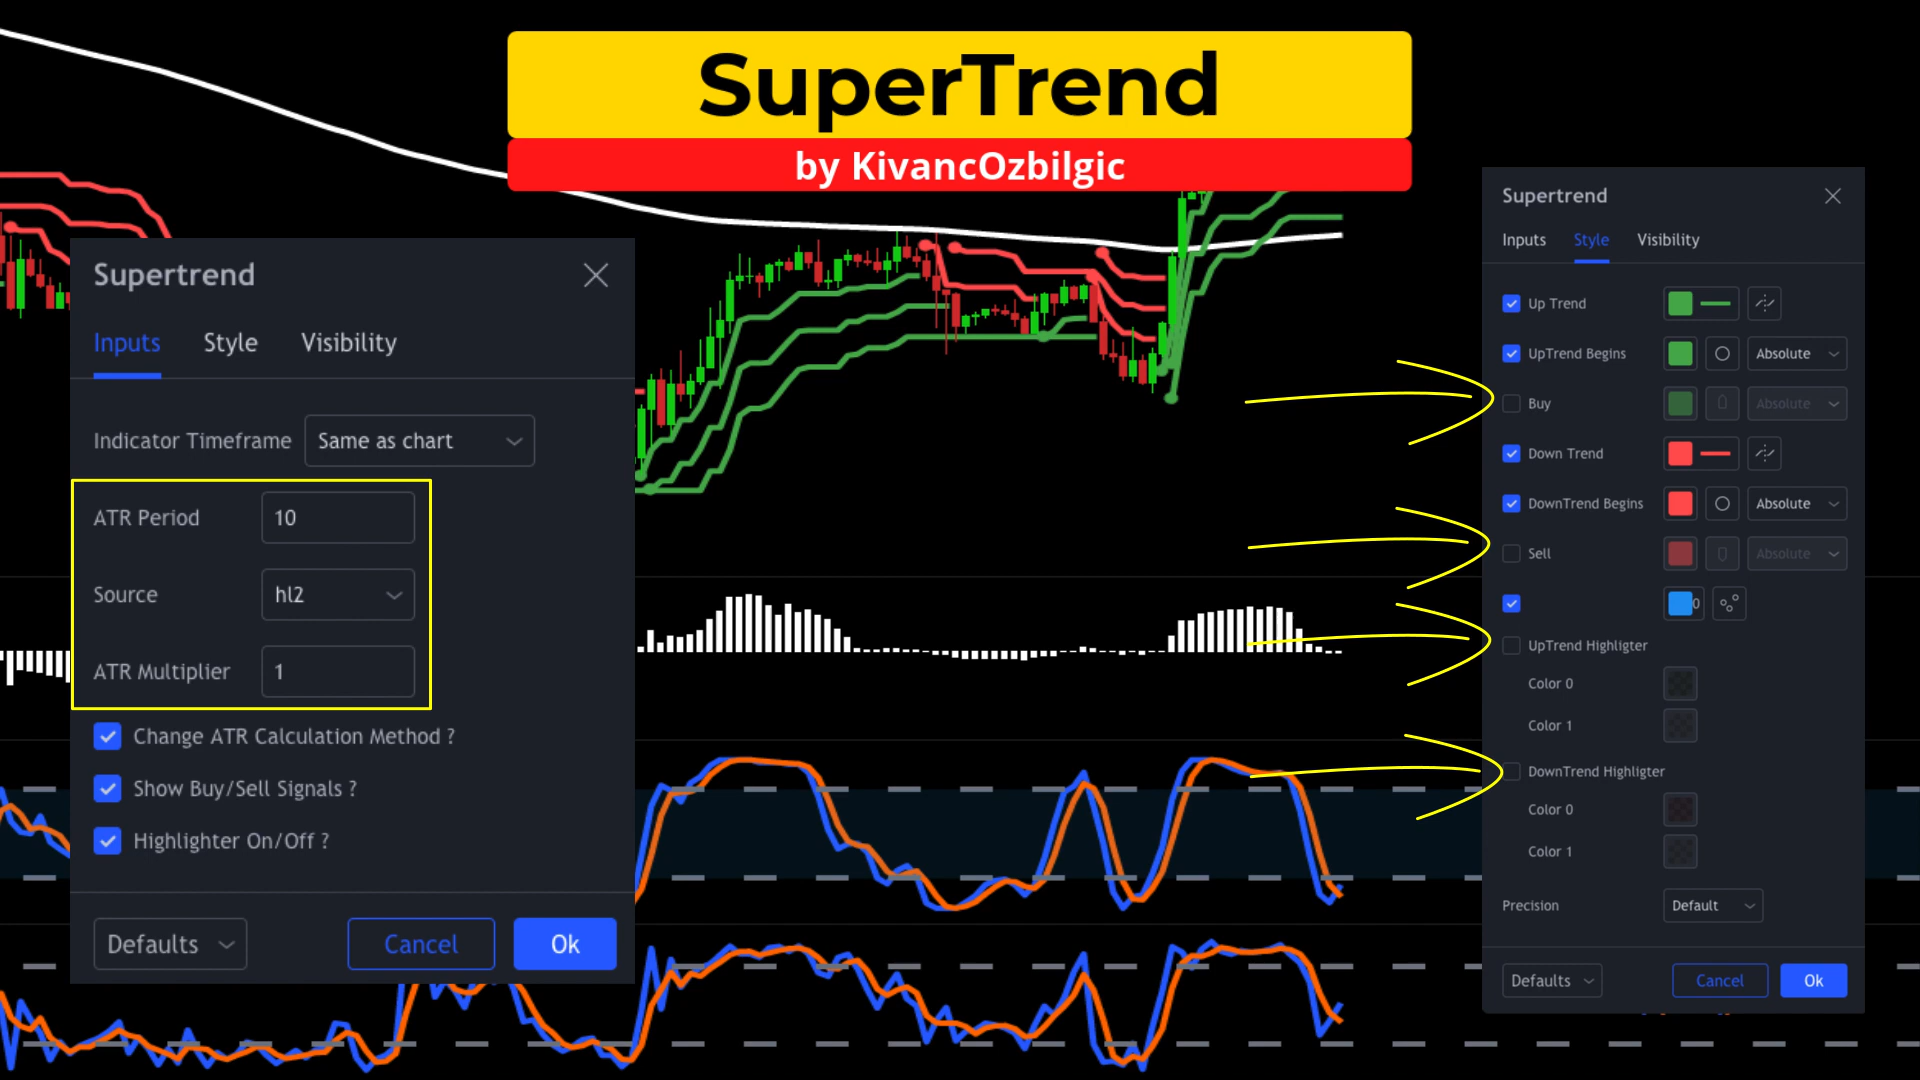 SuperTrend
by KivancOzbilgic
Supertrend
Inputs Style Visibility
Indicator Timeframe Same as chart
ATR Period 10
Source hl2
ATR Multiplier 1
Change ATR Calculation Method ?
Show Buy/Sell Signals ?
Highlighter On/Off ?
Defaults Cancel Ok
Supertrend
Inputs Style Visibility
Up Trend
UpTrend Begins Absolute
Buy Absolute
Down Trend
DownTrend Begins Absolute
Sell Absolute
0
UpTrend Highligter
Color 0
Color 1
DownTrend Highligter
Color 0
Color 1
Precision Default
Defaults Cancel Ok